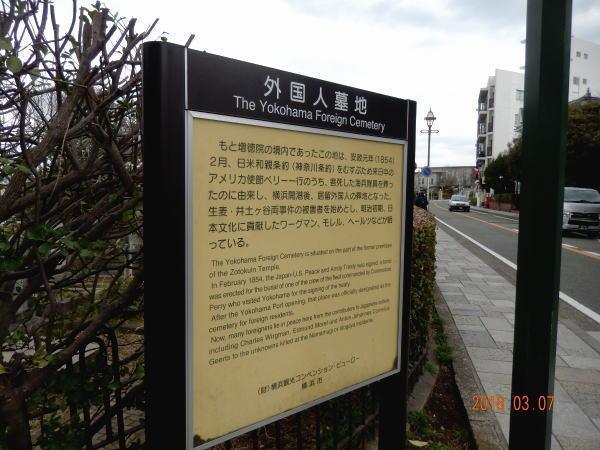 外国人墓地
The Yokohama Foreign Cemetery
もと増徳院の境内であったこの地は、安政元年（1854）
2月、日米和親条約（神奈川条約）をむすぶため来日中の
アメリカ使節ペリー一行のうち、客死した海兵隊員を葬っ
たのに由来し、横浜開港後、居留外国人の葬地となった。
生麦・井土ヶ谷両事件の被害者を始めとし、明治初期、日
本文化に貢献したワーグマン、モレル、ヘールツなどが眠
っている。
The Yokohama Foreign Cemetery is situated on the part of the former premises
of the Zotokuin Temple.
In February 1854, the Japan-U.S. Peace and Amity Treaty was signed, a tomb
was erected for the burial of one of the crew of the fleet commanded by Commodore
Perry who visited Yokohama for the signing of the treaty.
After the Yokohama Port opening, that place was officially designated as the
cemetery for foreign residents.
Now, many foreigners lie in peace here from the contributors to Japanese culture,
including Charles Wirgman, Edmund Morel and Anton Johannes Cornelius
Geerts to the unknowns killed at the Namamugi or Idogaya incidents.
（財）横浜観光コンベンション・ビューロー
横浜市
2018.03.07